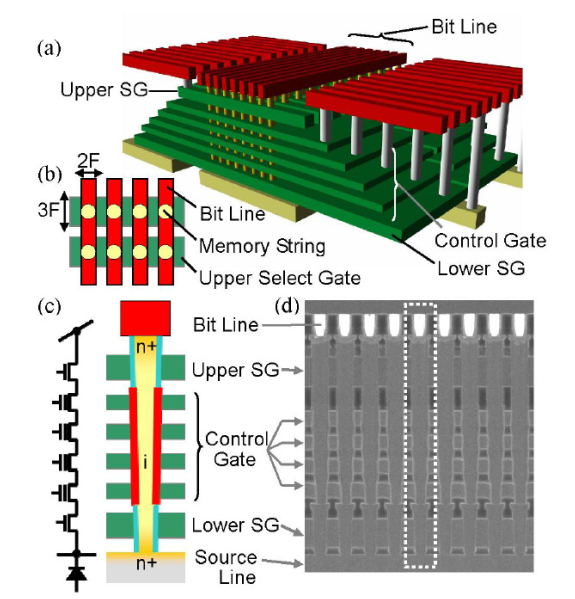 (a)
Bit Line
Upper SG
2F
(b)
3F
Bit Line
Memory String
Upper Select Gate
Control Gate
Lower SG
(c)
(d)
Bit Line
n+
Upper SG
Control
Gate
i
Lower SG
Source
Line
n+